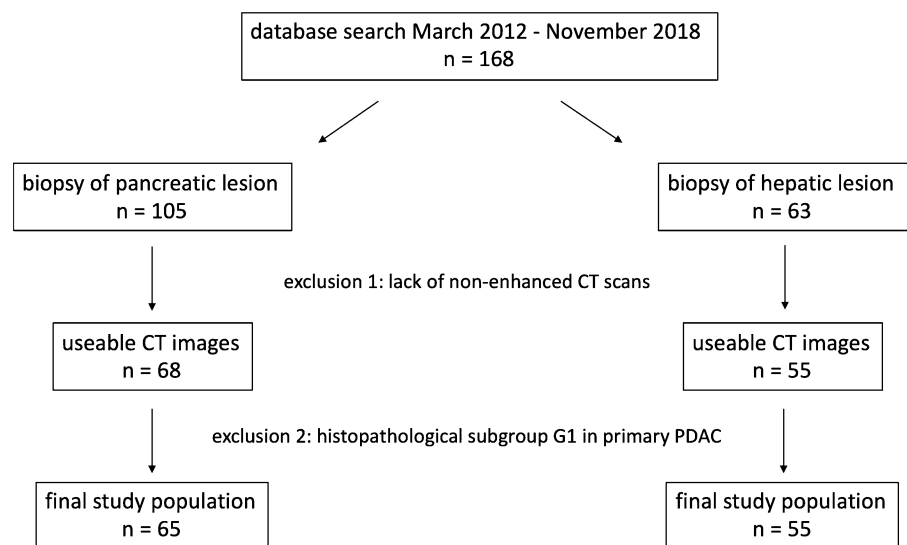 database search March 2012 - November 2018
n = 168
biopsy of pancreatic lesion
n = 105
biopsy of hepatic lesion
n = 63
exclusion 1: lack of non-enhanced CT scans
useable CT images
n = 68
useable CT images
n = 55
exclusion 2: histopathological subgroup G1 in primary PDAC
final study population
n = 65
final study population
n = 55